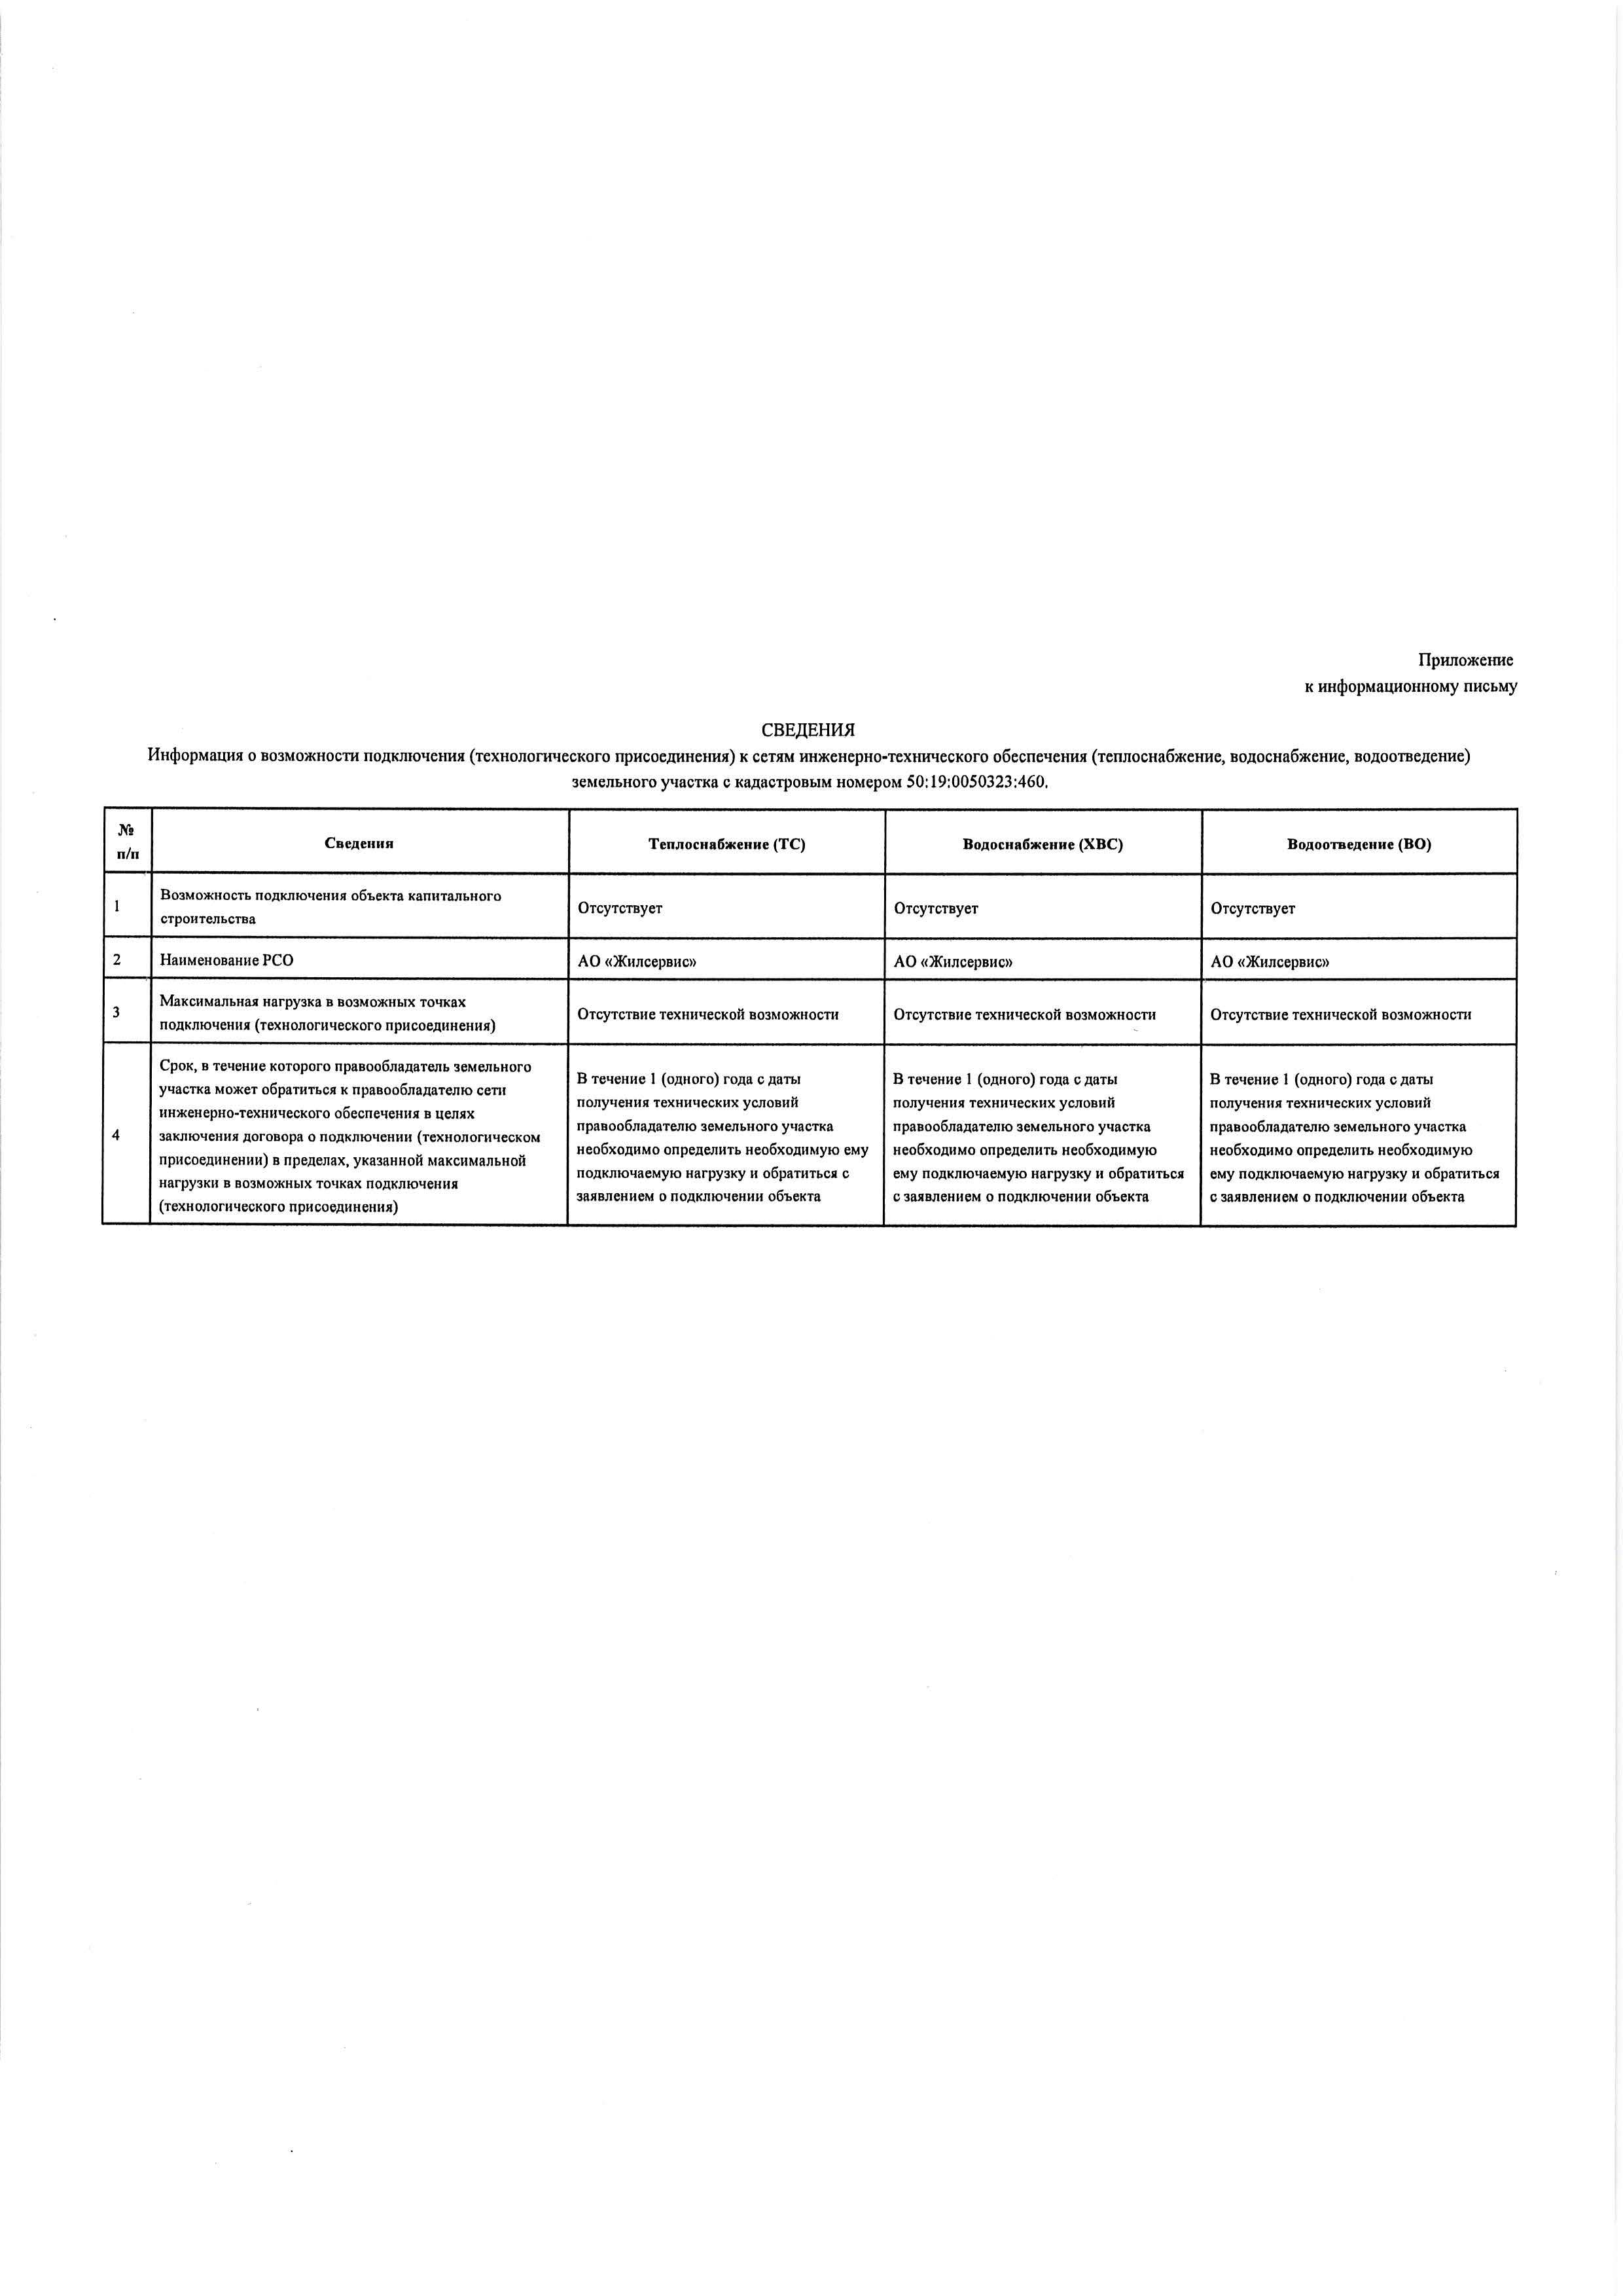 Приложение
к информационному письму
СВЕДЕНИЯ
Информация о возможности подключения (технологического присоединения) к сетям инженерно-технического обеспечения (теплоснабжение, водоснабжение, водоотведение)
земельного участка с кадастровым номером 50:19:0050323:460.
№
п/п
Сведения
Теплоснабжение (ТС)
Водоснабжение (ХВС)
Водоотведение (ВО)
1
Возможность подключения объекта капитального
строительства
Отсутствует
Отсутствует
Отсутствует
2
Наименование РСО
АО «Жилсервис»
АО «Жилсервис»
АО «Жилсервис»
3
Максимальная нагрузка в возможных точках
подключения (технологического присоединения)
Отсутствие технической возможности
Отсутствие технической возможности
Отсутствие технической возможности
4
Срок, в течение которого правообладатель земельного
участка может обратиться к правообладателю сети
инженерно-технического обеспечения в целях
заключения договора о подключении (технологическом
присоединении) в пределах, указанной максимальной
нагрузки в возможных точках подключения
(технологического присоединения)
В течение 1 (одного) года с даты
получения технических условий
правообладателю земельного участка
необходимо определить необходимую ему
подключаемую нагрузку и обратиться с
заявлением о подключении объекта
В течение 1 (одного) года с даты
получения технических условий
правообладателю земельного участка
необходимо определить необходимую
ему подключаемую нагрузку и обратиться
с заявлением о подключении объекта
В течение 1 (одного) года с даты
получения технических условий
правообладателю земельного участка
необходимо определить необходимую
ему подключаемую нагрузку и обратиться
с заявлением о подключении объекта